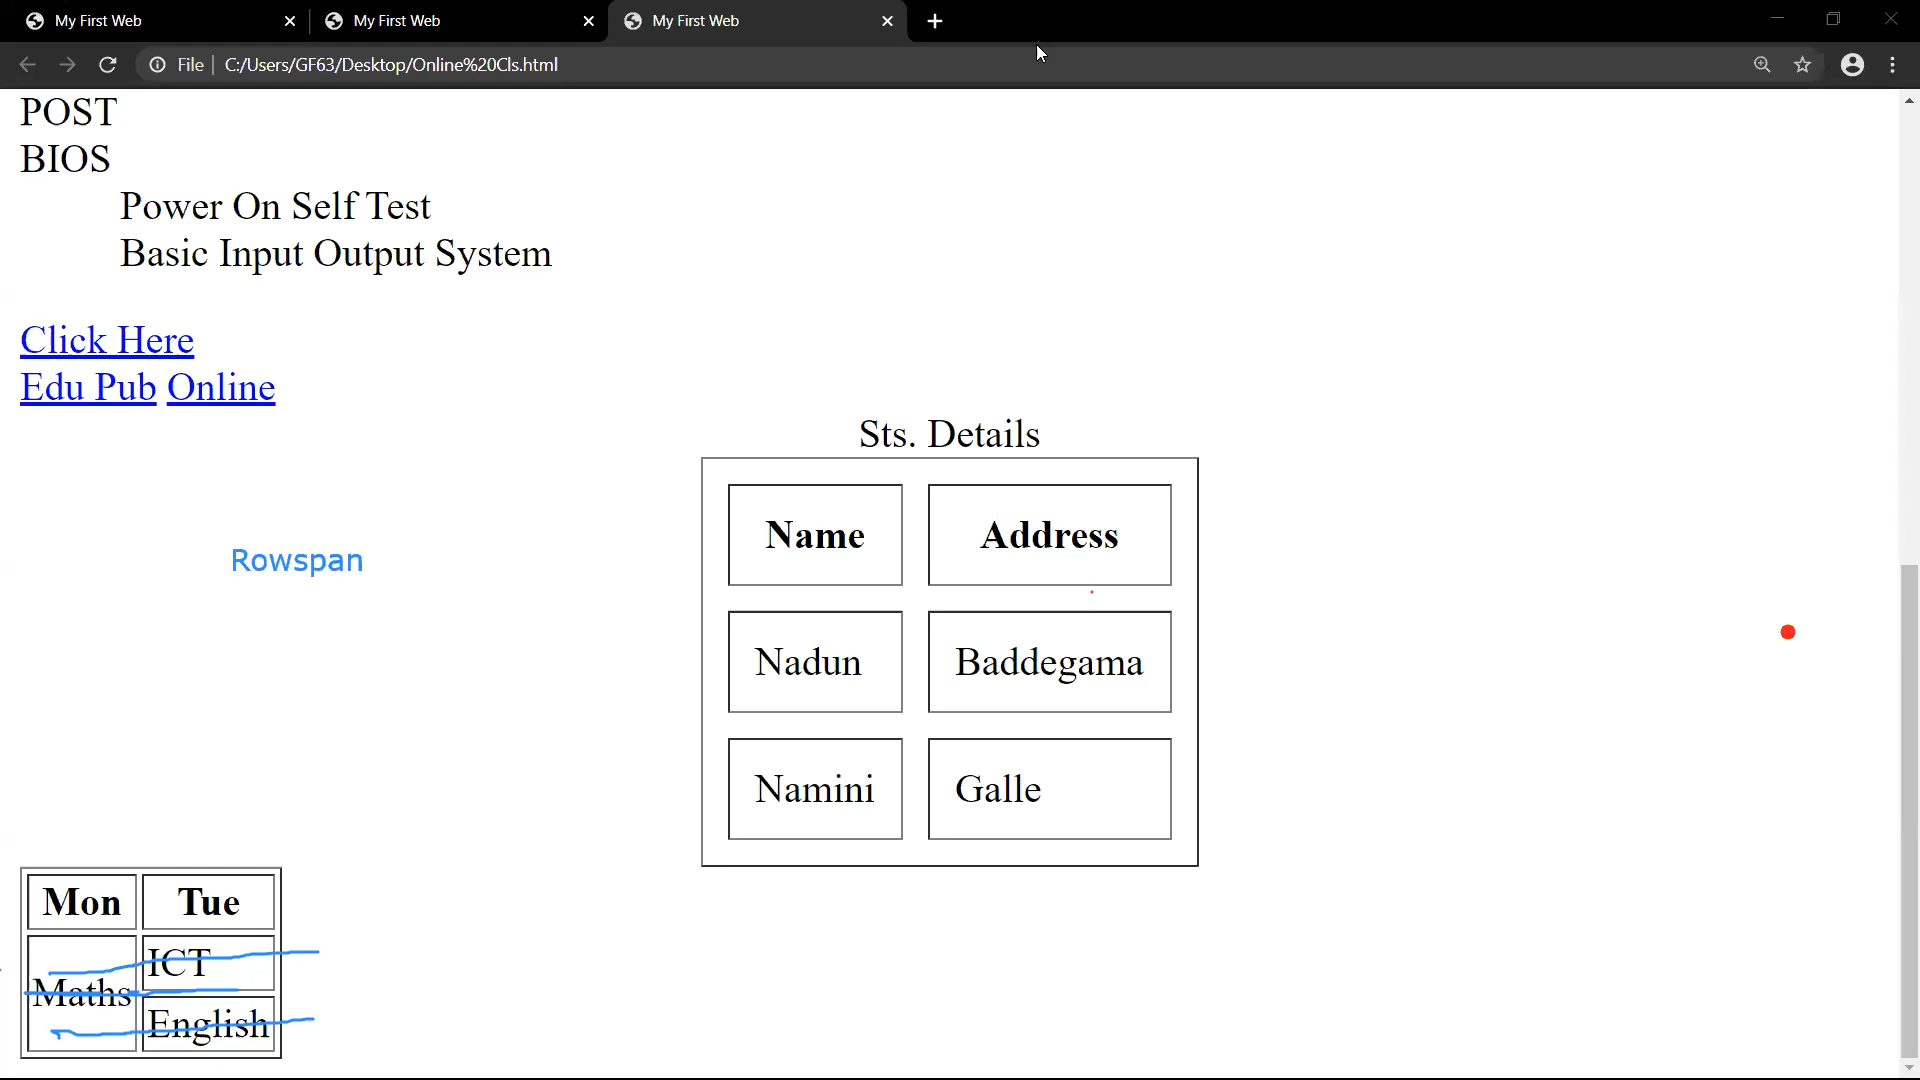 My First Web My First Web My First Web
File C:/Users/GF63/Desktop/Online%20Cls.html
POST
BIOS
Power On Self Test
Basic Input Output System
Click Here
Edu Pub Online
Sts. Details
Name Address
Rowspan
Nadun Baddegama
Namini Galle
Mon Tue
Maths ICT
English